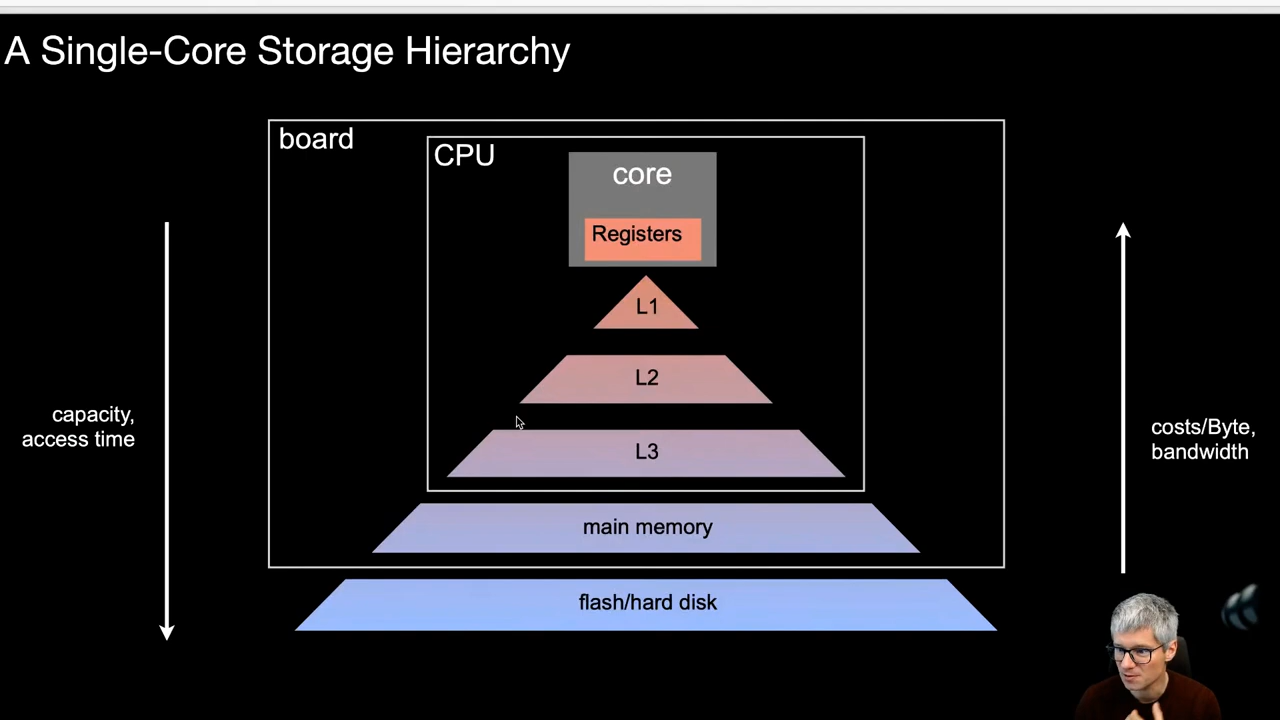 A Single-Core Storage Hierarchy
board
CPU
core
Registers
L1
L2
L3
main memory
flash/hard disk
capacity,
access time
costs/Byte,
bandwidth